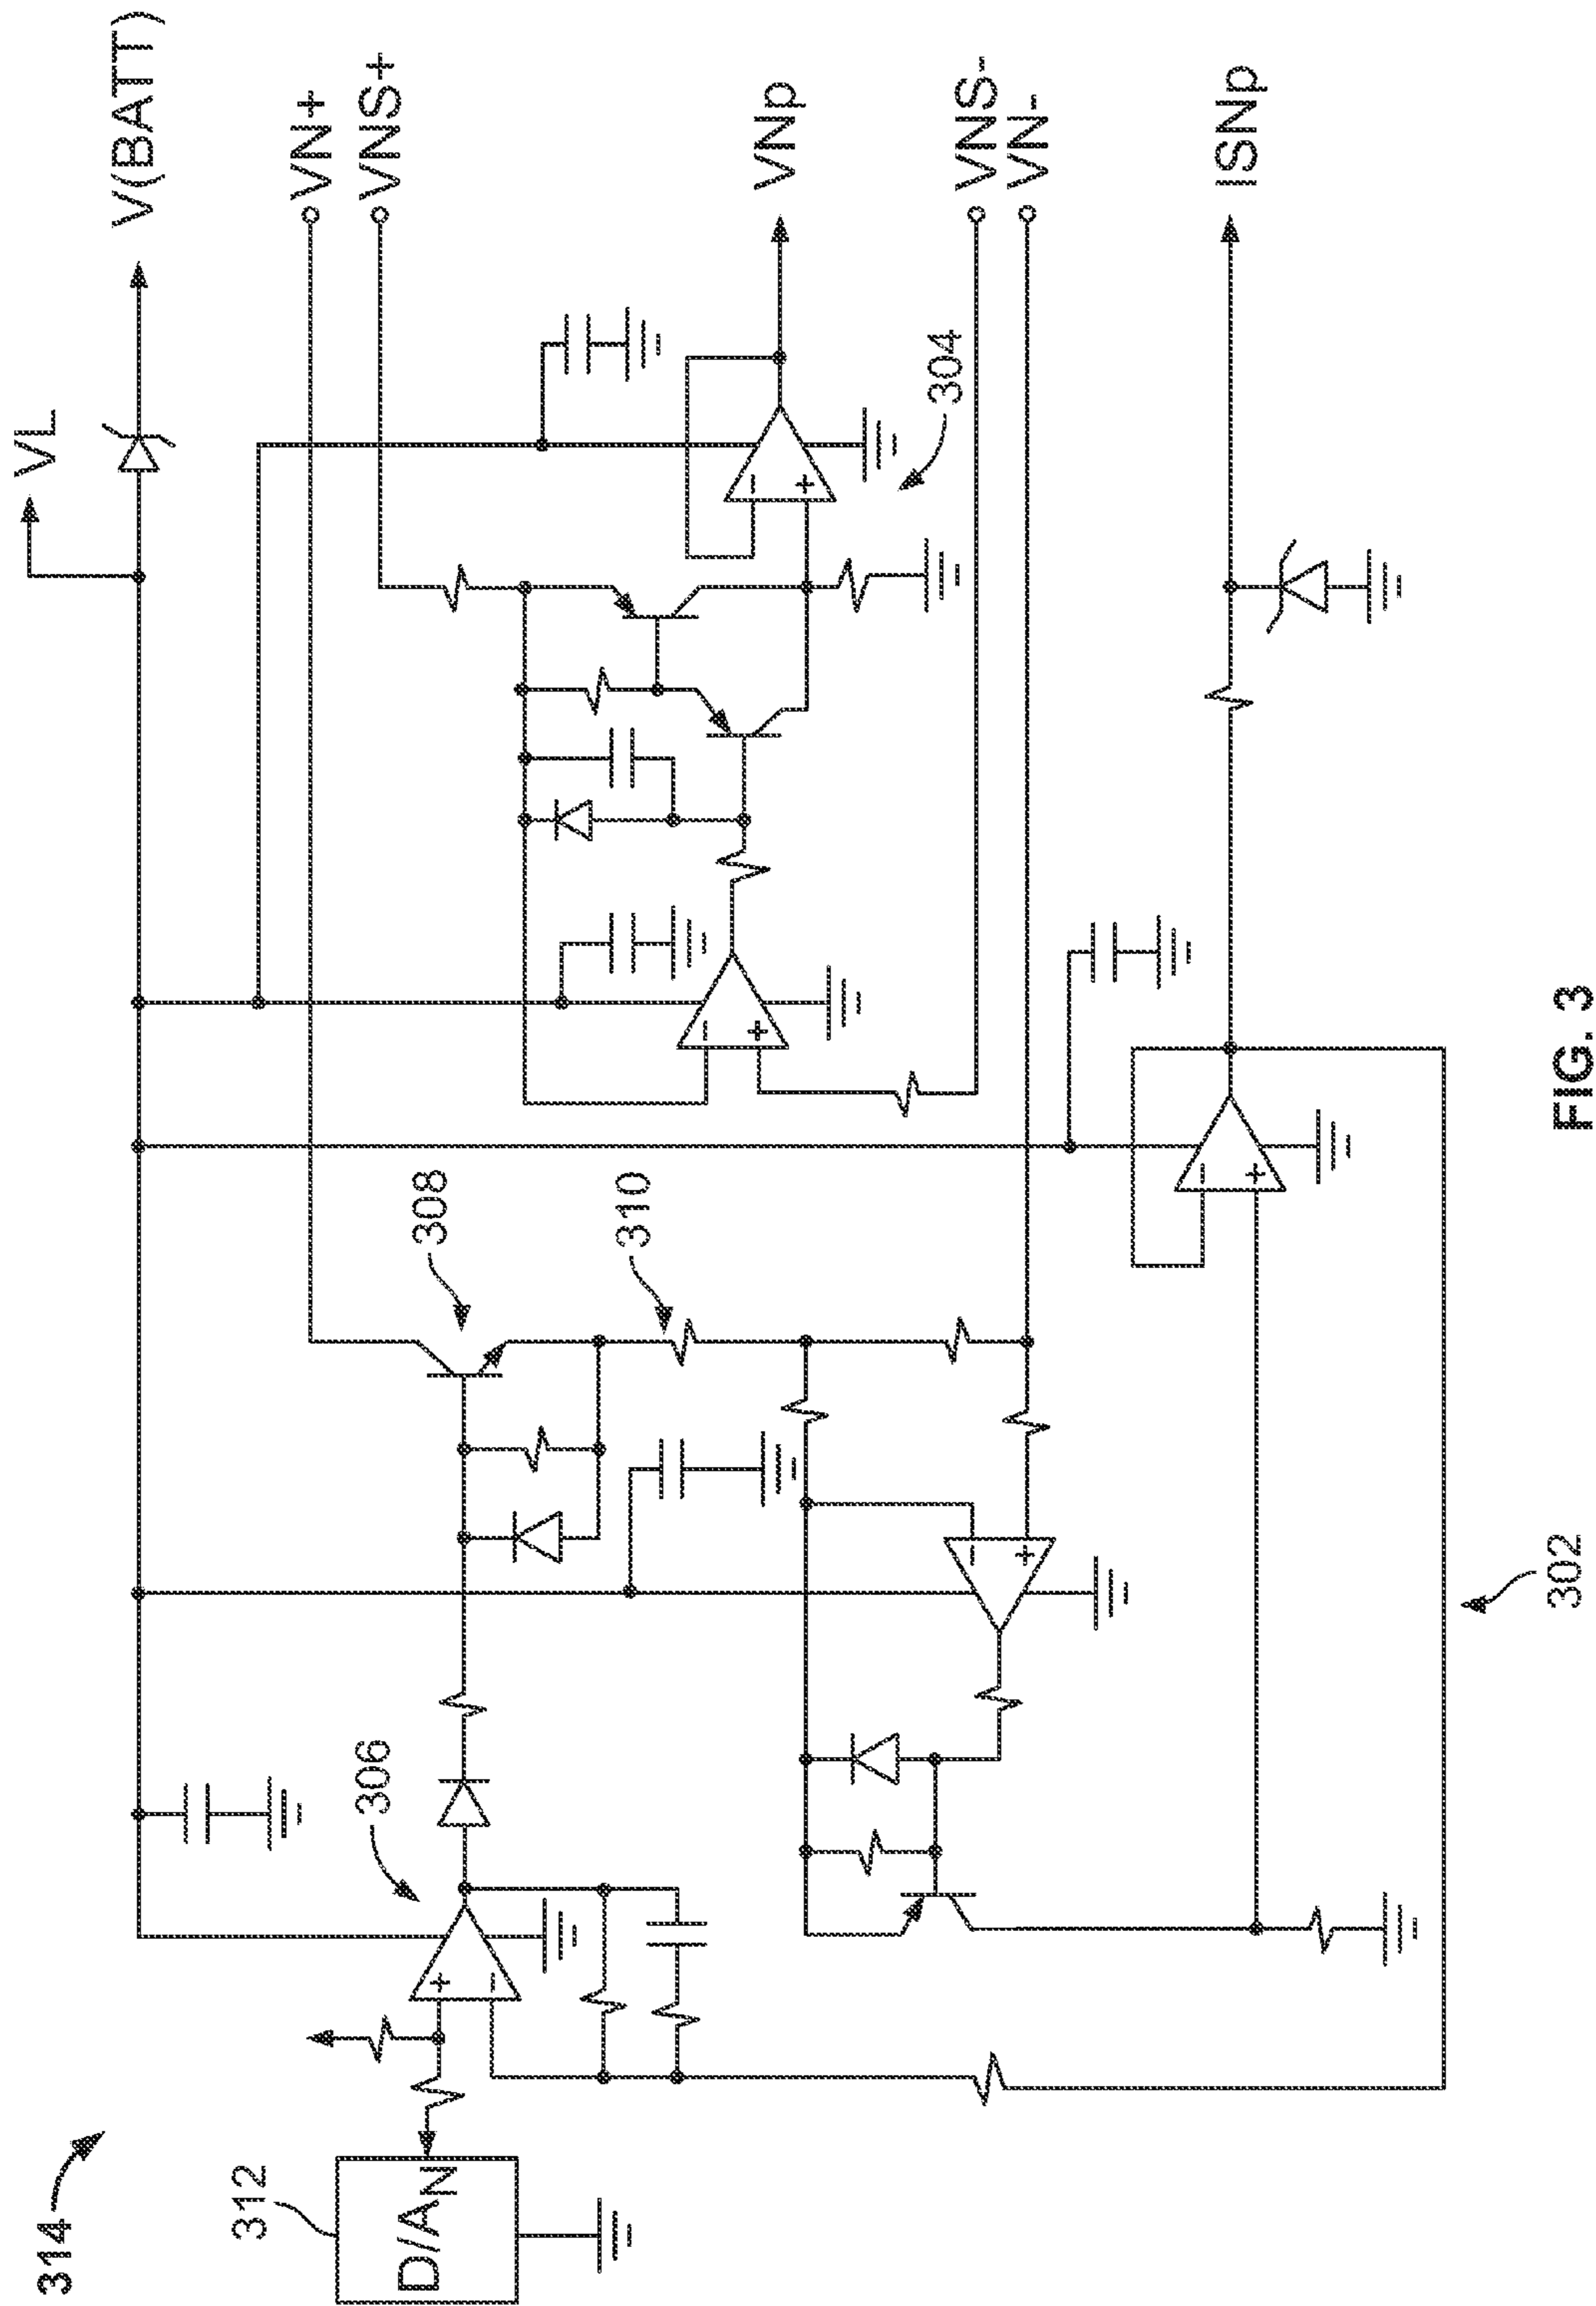 314
VL
V(BATT)
VN+
VNS+
308
310
306
312
D/AN
+
−
−
+
−
+
−
+
−
+
304
VNp
VNS-
VN-
ISNp
302
FIG. 3